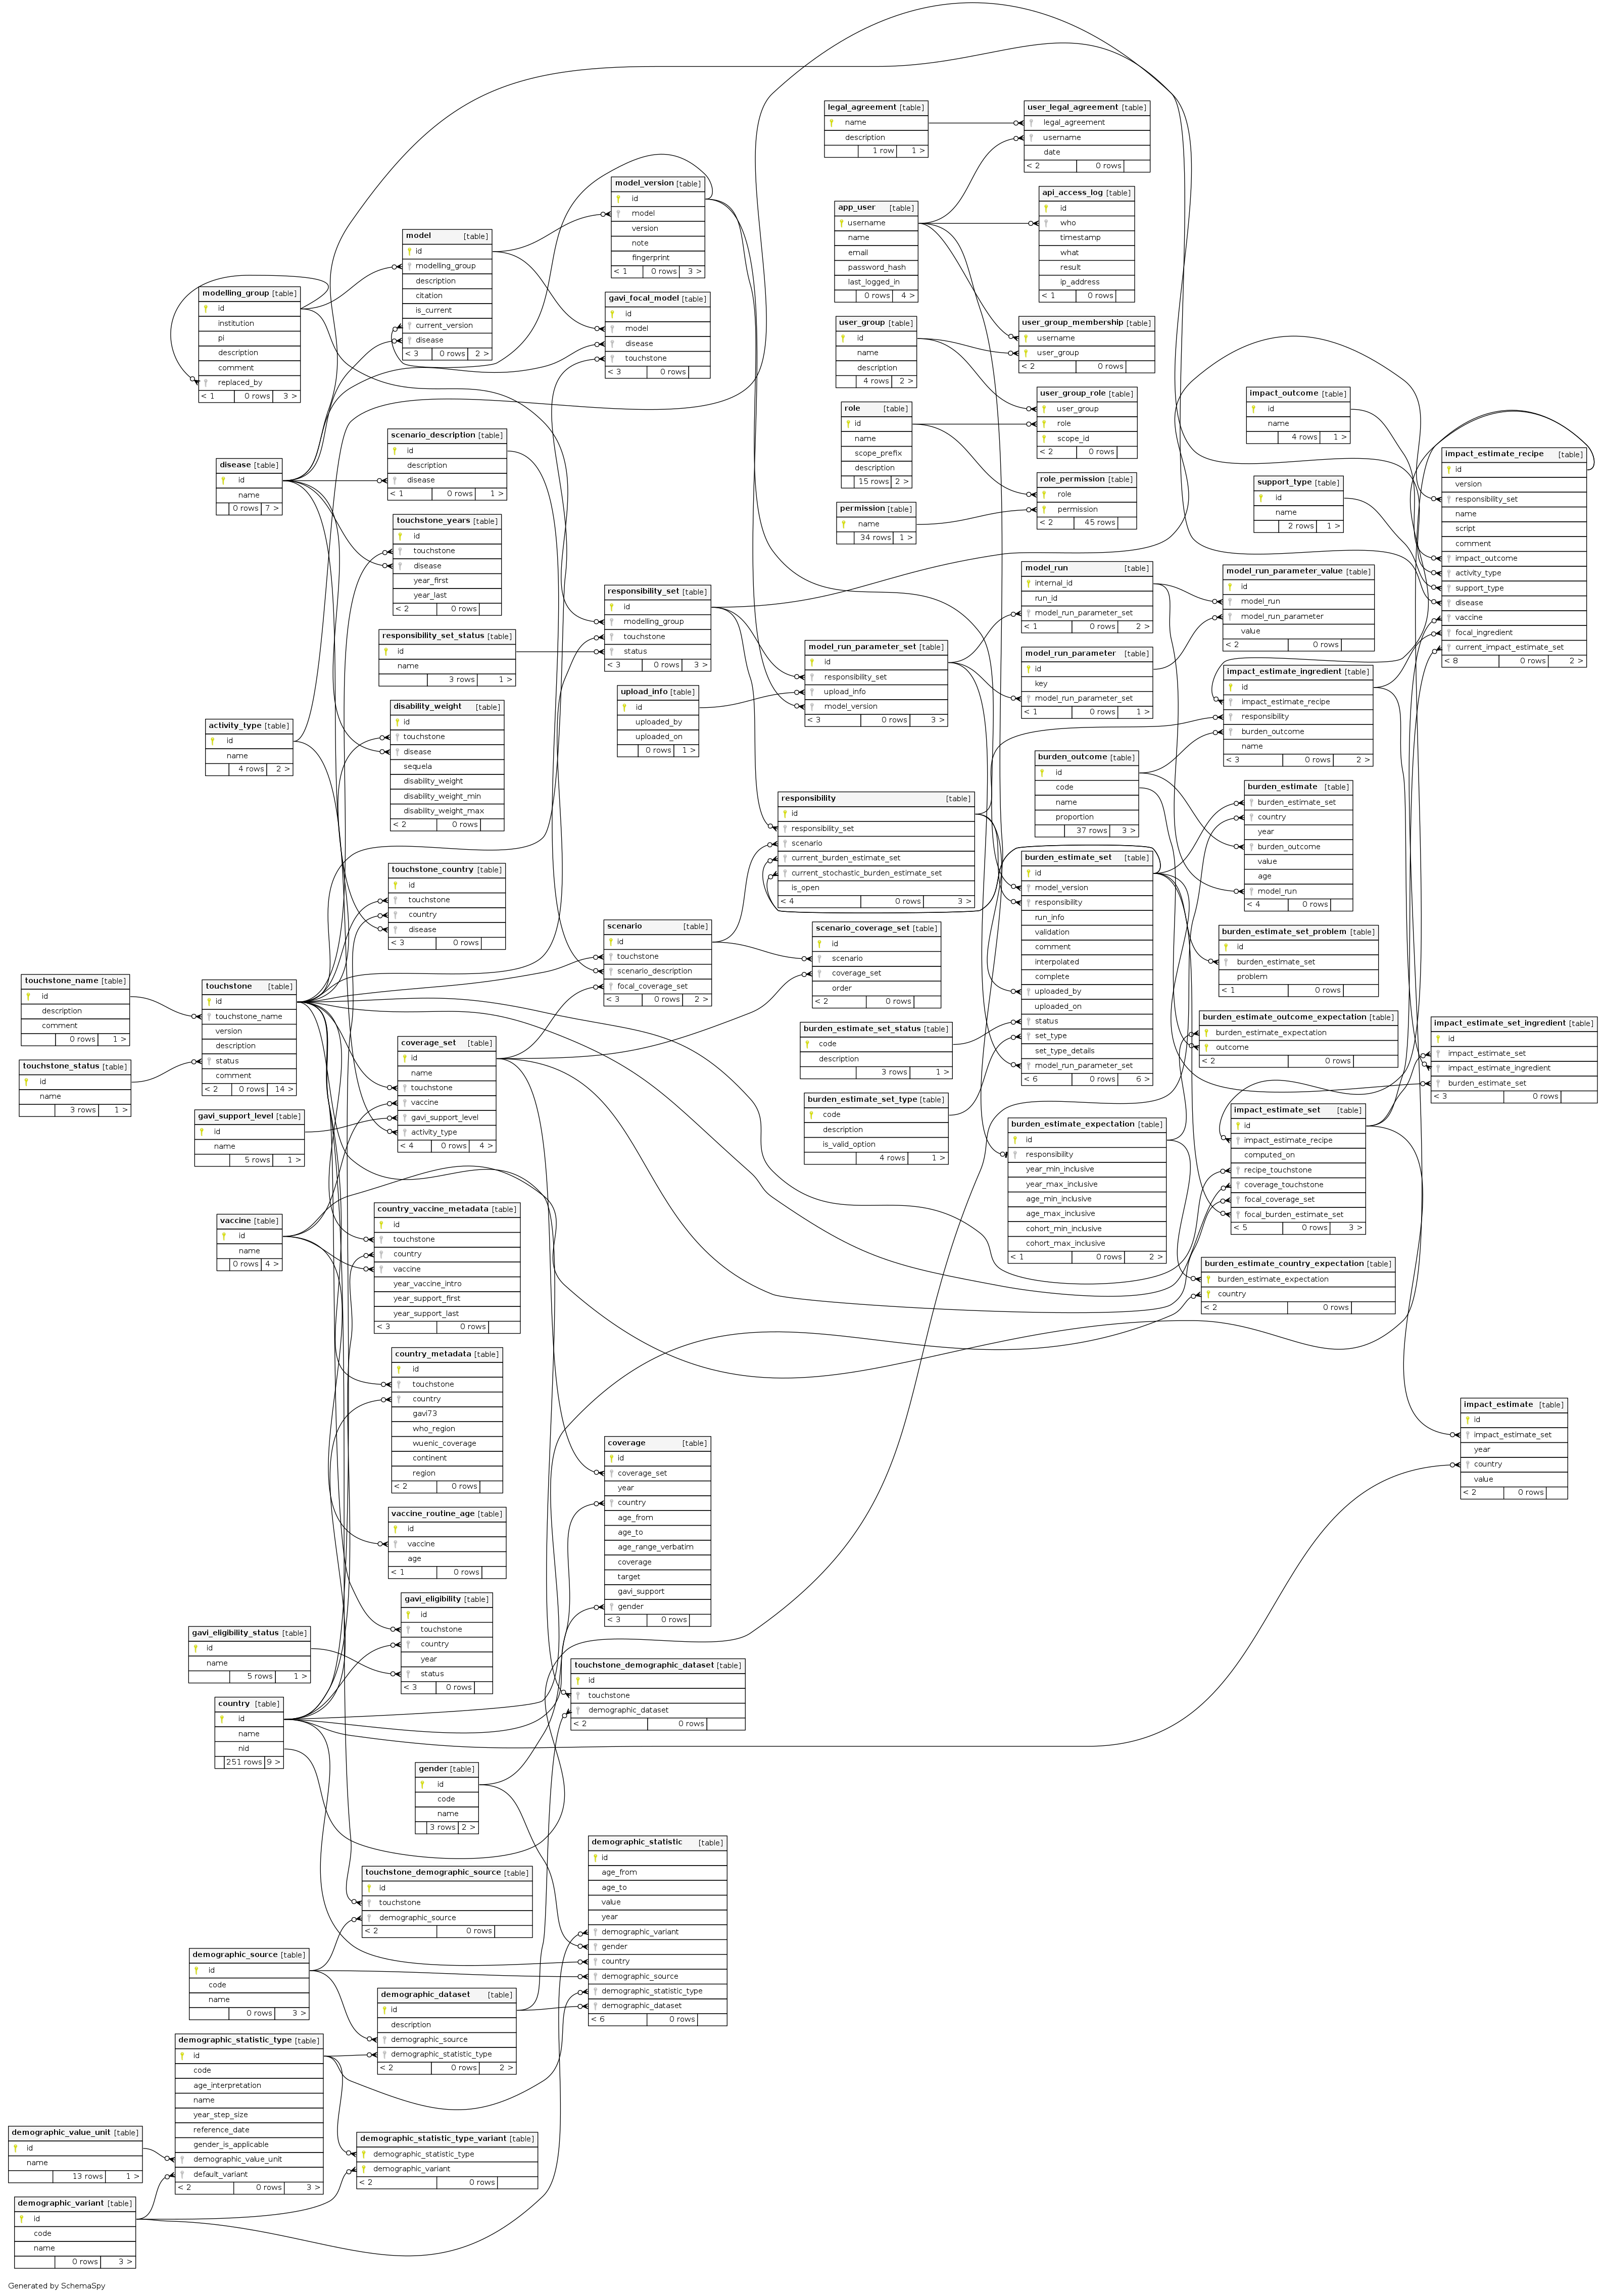 legal_agreement [table]
name
description
1 row 1 >
user_legal_agreement [table]
legal_agreement
username
date
< 2 0 rows
model_version [table]
id
model
version
note
fingerprint
< 1 0 rows 3 >
app_user [table]
username
name
email
password_hash
last_logged_in
0 rows 4 >
api_access_log [table]
id
who
timestamp
what
result
ip_address
< 1 0 rows
model [table]
id
modelling_group
description
citation
is_current
current_version
disease
< 3 0 rows 2 >
modelling_group [table]
id
institution
pi
description
comment
replaced_by
< 1 0 rows 3 >
gavi_focal_model [table]
id
model
disease
touchstone
< 3 0 rows
user_group [table]
id
name
description
4 rows 2 >
user_group_membership [table]
username
user_group
< 2 0 rows
role [table]
id
name
scope_prefix
description
15 rows 2 >
user_group_role [table]
user_group
role
scope_id
< 2 0 rows
impact_outcome [table]
id
name
4 rows 1 >
impact_estimate_recipe [table]
id
version
responsibility_set
name
script
comment
impact_outcome
activity_type
support_type
disease
vaccine
focal_ingredient
current_impact_estimate_set
< 8 0 rows 2 >
scenario_description [table]
id
description
disease
< 1 0 rows 1 >
disease [table]
id
name
0 rows 7 >
role_permission [table]
role
permission
< 2 45 rows
support_type [table]
id
name
2 rows 1 >
permission [table]
name
34 rows 1 >
touchstone_years [table]
id
touchstone
disease
year_first
year_last
< 2 0 rows
model_run [table]
internal_id
run_id
model_run_parameter_set
< 1 0 rows 2 >
model_run_parameter_value [table]
id
model_run
model_run_parameter
value
< 2 0 rows
responsibility_set [table]
id
modelling_group
touchstone
status
< 3 0 rows 3 >
responsibility_set_status [table]
id
name
3 rows 1 >
model_run_parameter_set [table]
id
responsibility_set
upload_info
model_version
< 3 0 rows 3 >
model_run_parameter [table]
id
key
model_run_parameter_set
< 1 0 rows 1 >
impact_estimate_ingredient [table]
id
impact_estimate_recipe
responsibility
burden_outcome
name
< 3 0 rows 2 >
upload_info [table]
id
uploaded_by
uploaded_on
0 rows 1 >
disability_weight [table]
id
touchstone
disease
sequela
disability_weight
disability_weight_min
disability_weight_max
< 2 0 rows
activity_type [table]
id
name
4 rows 2 >
burden_outcome [table]
id
code
name
proportion
37 rows 3 >
burden_estimate [table]
burden_estimate_set
country
year
burden_outcome
value
age
model_run
< 4 0 rows
responsibility [table]
id
responsibility_set
scenario
current_burden_estimate_set
current_stochastic_burden_estimate_set
is_open
< 4 0 rows 3 >
burden_estimate_set [table]
id
model_version
responsibility
run_info
validation
comment
interpolated
complete
uploaded_by
uploaded_on
status
set_type
set_type_details
model_run_parameter_set
< 6 0 rows 6 >
touchstone_country [table]
id
touchstone
country
disease
< 3 0 rows
scenario [table]
id
touchstone
scenario_description
focal_coverage_set
< 3 0 rows 2 >
scenario_coverage_set [table]
id
scenario
coverage_set
order
< 2 0 rows
burden_estimate_set_problem [table]
id
burden_estimate_set
problem
< 1 0 rows
touchstone_name [table]
id
description
comment
0 rows 1 >
touchstone [table]
id
touchstone_name
version
description
status
comment
< 2 0 rows 14 >
burden_estimate_outcome_expectation [table]
burden_estimate_expectation
outcome
< 2 0 rows
impact_estimate_set_ingredient [table]
id
impact_estimate_set
impact_estimate_ingredient
burden_estimate_set
< 3 0 rows
burden_estimate_set_status [table]
code
description
3 rows 1 >
coverage_set [table]
id
name
touchstone
vaccine
gavi_support_level
activity_type
< 4 0 rows 4 >
touchstone_status [table]
id
name
3 rows 1 >
burden_estimate_set_type [table]
code
description
is_valid_option
4 rows 1 >
gavi_support_level [table]
id
name
5 rows 1 >
impact_estimate_set [table]
id
impact_estimate_recipe
computed_on
recipe_touchstone
coverage_touchstone
focal_coverage_set
focal_burden_estimate_set
< 5 0 rows 3 >
burden_estimate_expectation [table]
id
responsibility
year_min_inclusive
year_max_inclusive
age_min_inclusive
age_max_inclusive
cohort_min_inclusive
cohort_max_inclusive
< 1 0 rows 2 >
vaccine [table]
id
name
0 rows 4 >
country_vaccine_metadata [table]
id
touchstone
country
vaccine
year_vaccine_intro
year_support_first
year_support_last
< 3 0 rows
burden_estimate_country_expectation [table]
burden_estimate_expectation
country
< 2 0 rows
country_metadata [table]
id
touchstone
country
gavi73
who_region
wuenic_coverage
continent
region
< 2 0 rows
impact_estimate [table]
id
impact_estimate_set
year
country
value
< 2 0 rows
coverage [table]
id
coverage_set
year
country
age_from
age_to
age_range_verbatim
coverage
target
gavi_support
gender
< 3 0 rows
vaccine_routine_age [table]
id
vaccine
age
< 1 0 rows
gavi_eligibility [table]
id
touchstone
country
year
status
< 3 0 rows
gavi_eligibility_status [table]
id
name
5 rows 1 >
touchstone_demographic_dataset [table]
id
touchstone
demographic_dataset
< 2 0 rows
country [table]
id
name
nid
251 rows 9 >
gender [table]
id
code
name
3 rows 2 >
demographic_statistic [table]
id
age_from
age_to
value
year
demographic_variant
gender
country
demographic_source
demographic_statistic_type
demographic_dataset
< 6 0 rows
touchstone_demographic_source [table]
id
touchstone
demographic_source
< 2 0 rows
demographic_source [table]
id
code
name
0 rows 3 >
demographic_dataset [table]
id
description
demographic_source
demographic_statistic_type
< 2 0 rows 2 >
demographic_statistic_type [table]
id
code
age_interpretation
name
year_step_size
reference_date
gender_is_applicable
demographic_value_unit
default_variant
< 2 0 rows 3 >
demographic_value_unit [table]
id
name
13 rows 1 >
demographic_statistic_type_variant [table]
demographic_statistic_type
demographic_variant
< 2 0 rows
demographic_variant [table]
id
code
name
0 rows 3 >
Generated by SchemaSpy